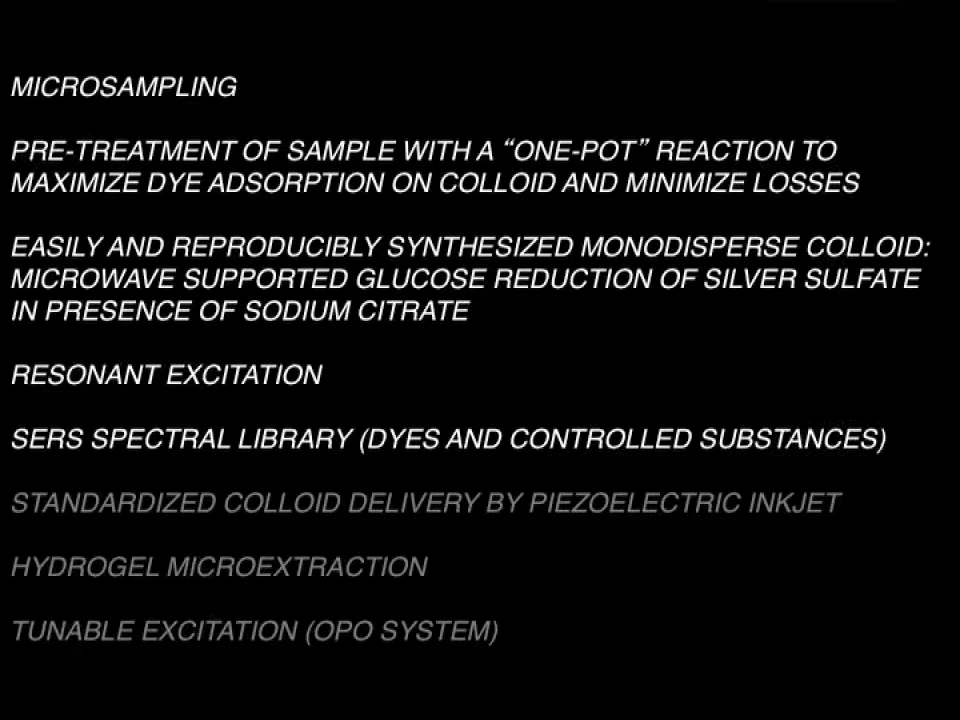 MICROSAMPLING
PRE-TREATMENT OF SAMPLE WITH A “ONE-POT” REACTION TO
MAXIMIZE DYE ADSORPTION ON COLLOID AND MINIMIZE LOSSES
EASILY AND REPRODUCIBLY SYNTHESIZED MONODISPERSE COLLOID:
MICROWAVE SUPPORTED GLUCOSE REDUCTION OF SILVER SULFATE
IN PRESENCE OF SODIUM CITRATE
RESONANT EXCITATION
SERS SPECTRAL LIBRARY (DYES AND CONTROLLED SUBSTANCES)
STANDARDIZED COLLOID DELIVERY BY PIEZOELECTRIC INKJET
HYDROGEL MICROEXTRACTION
TUNABLE EXCITATION (OPO SYSTEM)